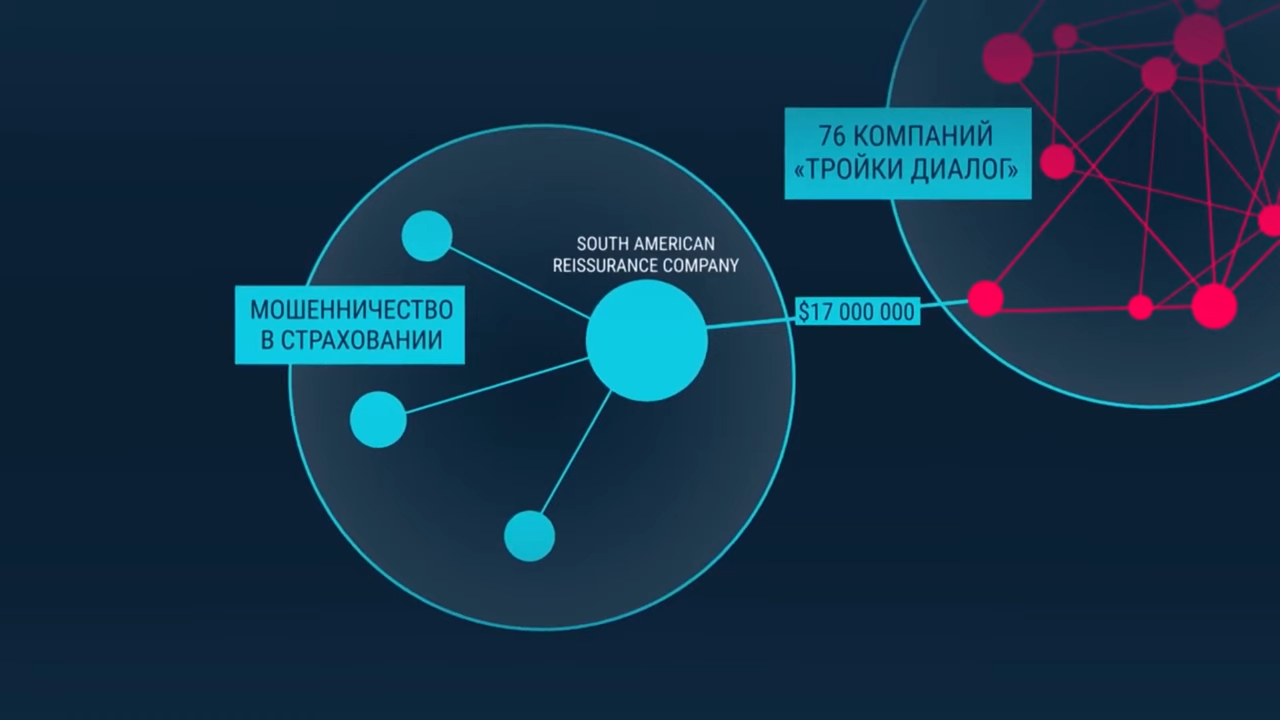 76 КОМПАНИЙ
«ТРОЙКИ ДИАЛОГ»
SOUTH AMERICAN
REISSURANCE COMPANY
МОШЕННИЧЕСТВО
В СТРАХОВАНИИ
$17 000 000